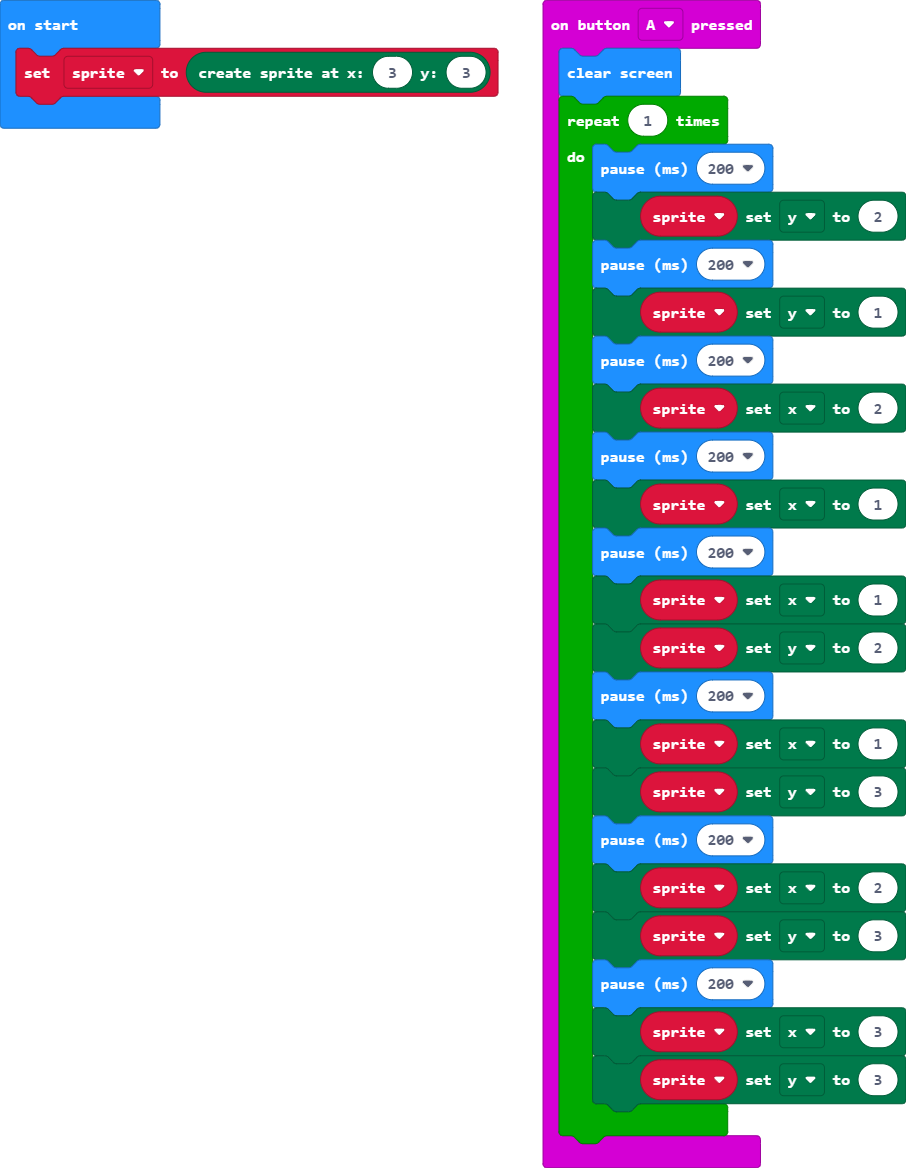 on start
set sprite to create sprite at x: 3 y: 3
on button A pressed
clear screen
repeat 1 times
do
pause (ms) 200
sprite set y to 2
pause (ms) 200
sprite set y to 1
pause (ms) 200
sprite set x to 2
pause (ms) 200
sprite set x to 1
pause (ms) 200
sprite set x to 1
sprite set y to 2
pause (ms) 200
sprite set x to 1
sprite set y to 3
pause (ms) 200
sprite set x to 2
sprite set y to 3
pause (ms) 200
sprite set x to 3
sprite set y to 3